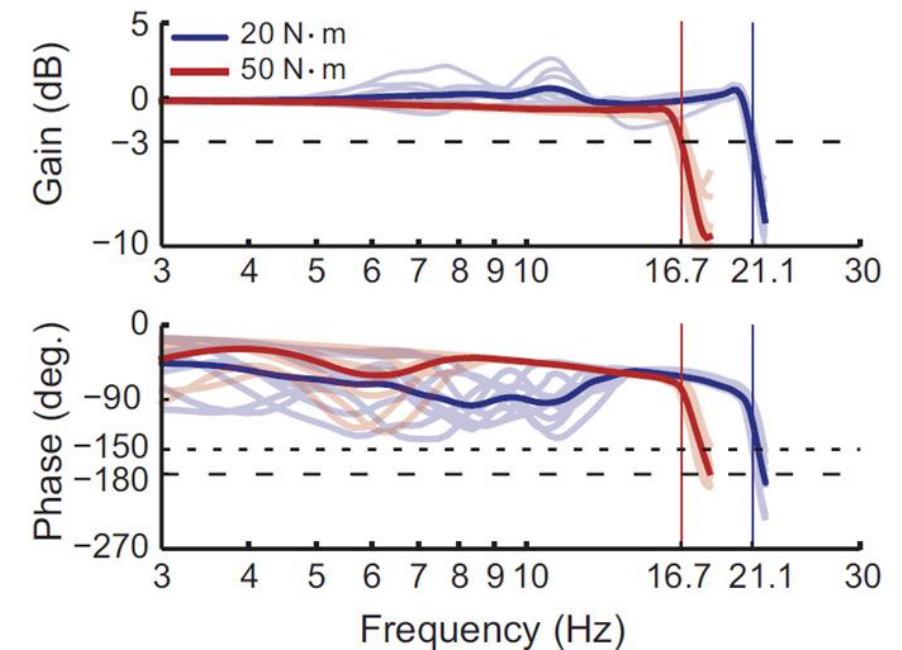 5
20 N·m
50 N·m
0
−3
−10
Gain (dB)
3 4 5 6 7 8 9 10 16.7 21.1 30
0
−90
−150
−180
−270
Phase (deg.)
3 4 5 6 7 8 9 10 16.7 21.1 30
Frequency (Hz)